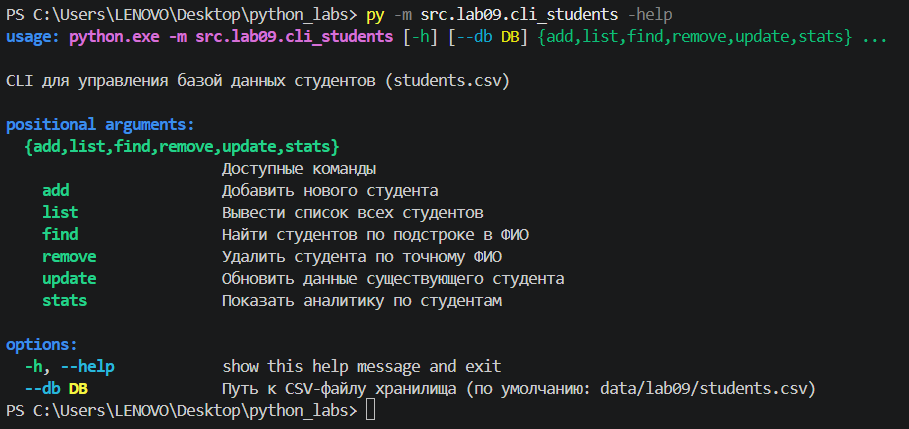 PS C:\Users\LENOVO\Desktop\python_labs> py -m src.lab09.cli_students -help
usage: python.exe -m src.lab09.cli_students [-h] [--db DB] {add,list,find,remove,update,stats} ...
CLI для управления базой данных студентов (students.csv)
positional arguments:
{add,list,find,remove,update,stats}
Доступные команды
add Добавить нового студента
list Вывести список всех студентов
find Найти студентов по подстроке в ФИО
remove Удалить студента по точному ФИО
update Обновить данные существующего студента
stats Показать аналитику по студентам
options:
-h, --help show this help message and exit
--db DB Путь к CSV-файлу хранилища (по умолчанию: data/lab09/students.csv)
PS C:\Users\LENOVO\Desktop\python_labs>